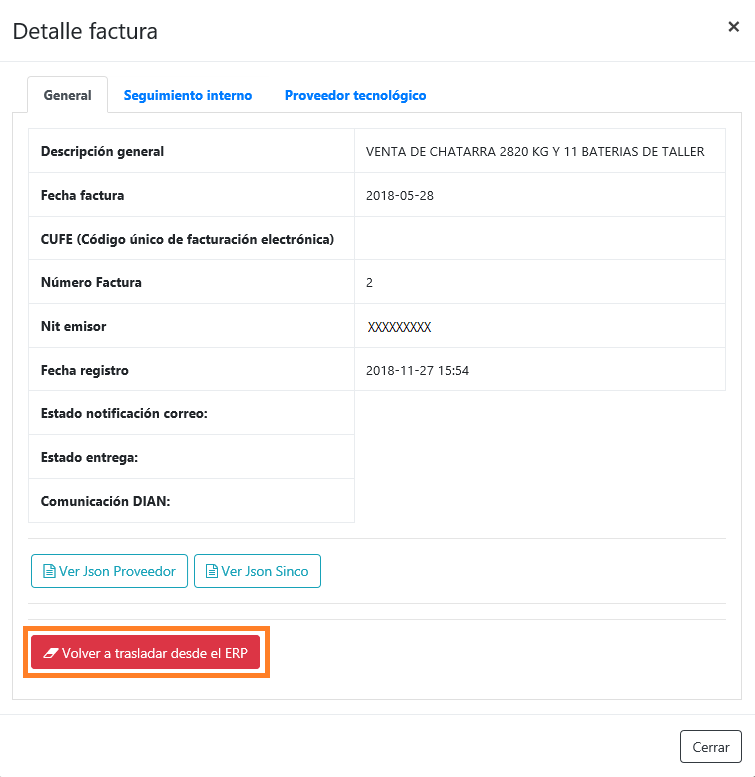 Detalle factura
×
General Seguimiento interno Proveedor tecnológico
Descripción general VENTA DE CHATARRA 2820 KG Y 11 BATERIAS DE TALLER
Fecha factura 2018-05-28
CUFE (Código único de facturación electrónica)
Número Factura 2
Nit emisor XXXXXXXXX
Fecha registro 2018-11-27 15:54
Estado notificación correo:
Estado entrega:
Comunicación DIAN:
Ver Json Proveedor Ver Json Sinco
Volver a trasladar desde el ERP
Cerrar